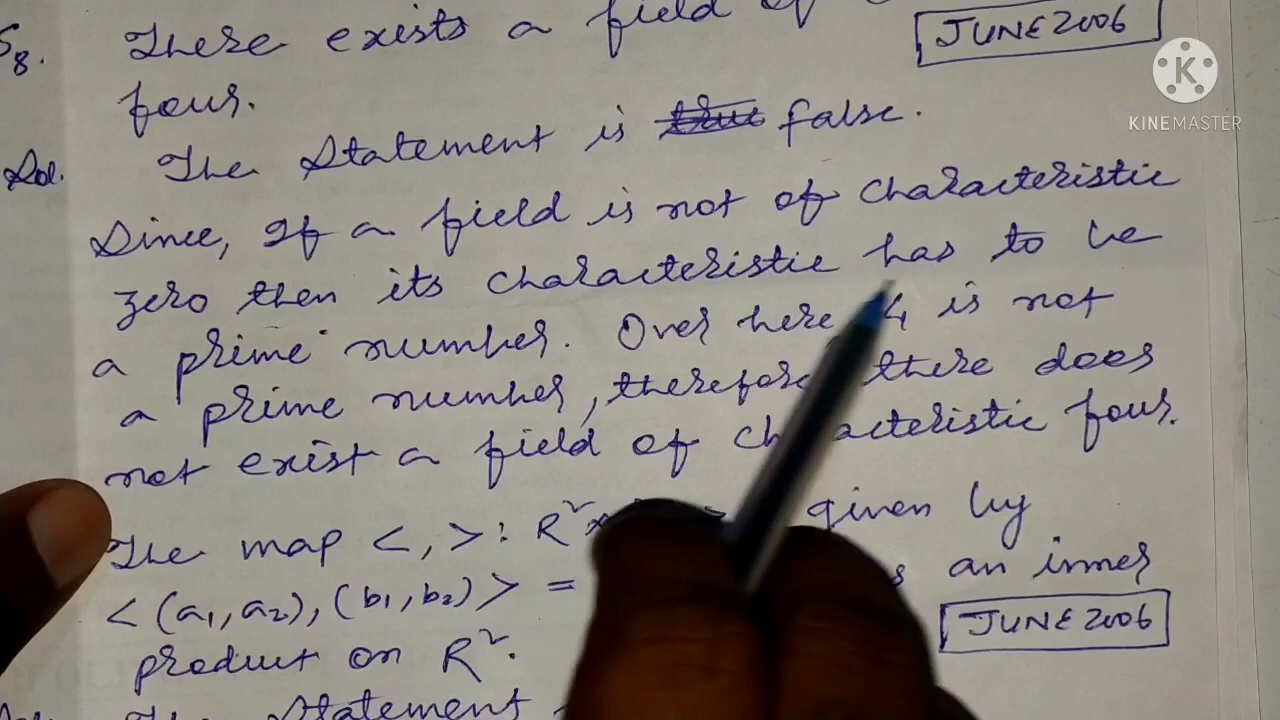 S8. There exists a field of
JUNE 2006
four.
K
KINEMASTER
Sol. The Statement is true false.
Since, If a field is not of characteristic
zero then its characteristic has to be
a prime number. Over here 4 is not
a prime number, therefore there does
not exist a field of characteristic four.
The map < , > : R² x given by
< (a1, a2), (b1, b2) > = an inner
JUNE 2006
product on R².
The Statement